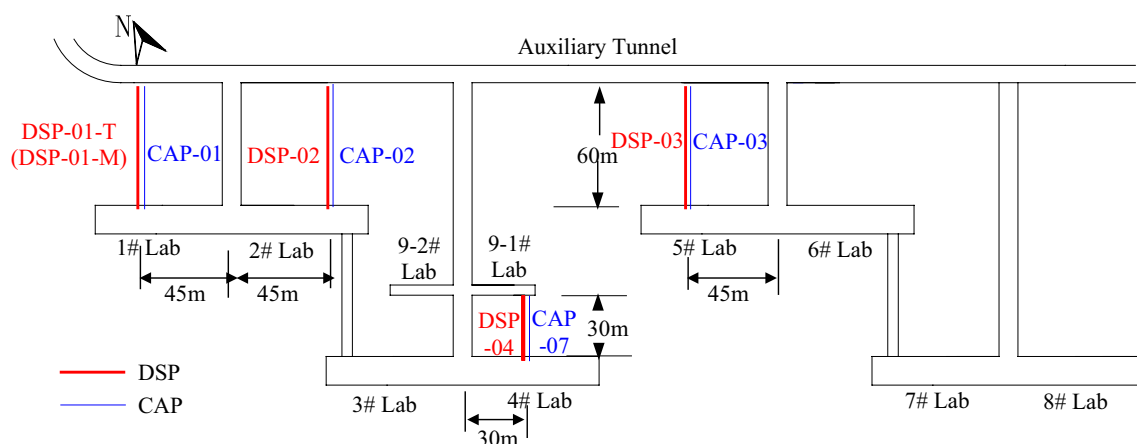 N
Auxiliary Tunnel
DSP-01-T
(DSP-01-M)
CAP-01
DSP-02
CAP-02
60m
DSP-03
CAP-03
1# Lab
2# Lab
9-2#
Lab
9-1#
Lab
5# Lab
6# Lab
45m
45m
45m
DSP
-04
CAP
-07
30m
DSP
CAP
3# Lab
4# Lab
7# Lab
8# Lab
30m